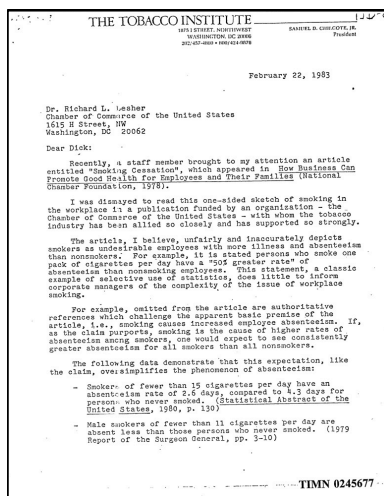 THE TOBACCO INSTITUTE
1875 I STREET, NORTHWEST
WASHINGTON, DC 20006
202/457-4800 • 800/424-9876
SAMUEL D. CHILCOTE, JR.
President
February 22, 1983
Dr. Richard L. Lesher
Chamber of Commerce of the United States
1615 H Street, NW
Washington, DC 20062
Dear Dick:
Recently, a staff member brought to my attention an article
entitled "Smoking Cessation", which appeared in How Business Can
Promote Good Health for Employees and Their Families (National
Chamber Foundation, 1978).
I was dismayed to read this one-sided sketch of smoking in
the workplace in a publication funded by an organization - the
Chamber of Commerce of the United States - with whom the tobacco
industry has been allied so closely and has supported so strongly.
The article, I believe, unfairly and inaccurately depicts
smokers as undesirable employees with more illness and absenteeism
than nonsmokers. For example, it is stated persons who smoke one
pack of cigarettes per day have a "50% greater rate" of
absenteeism than nonsmoking employees. This statement, a classic
example of selective use of statistics, does little to inform
corporate managers of the complexity of the issue of workplace
smoking.
For example, omitted from the article are authoritative
references which challenge the apparent basic premise of the
article, i.e., smoking causes increased employee absenteeism. If,
as the claim purports, smoking is the cause of higher rates of
absenteeism among smokers, one would expect to see consistently
greater absenteeism for all smokers than all nonsmokers.
The following data demonstrate that this expectation, like
the claim, oversimplifies the phenomenon of absenteeism:
- Smokers of fewer than 15 cigarettes per day have an
absenteeism rate of 2.6 days, compared to 4.3 days for
persons who never smoked. (Statistical Abstract of the
United States, 1980, p. 130)
- Male smokers of fewer than 11 cigarettes per day are
absent less than those persons who never smoked. (1979
Report of the Surgeon General, pp. 3-10)
TIMN 0245677